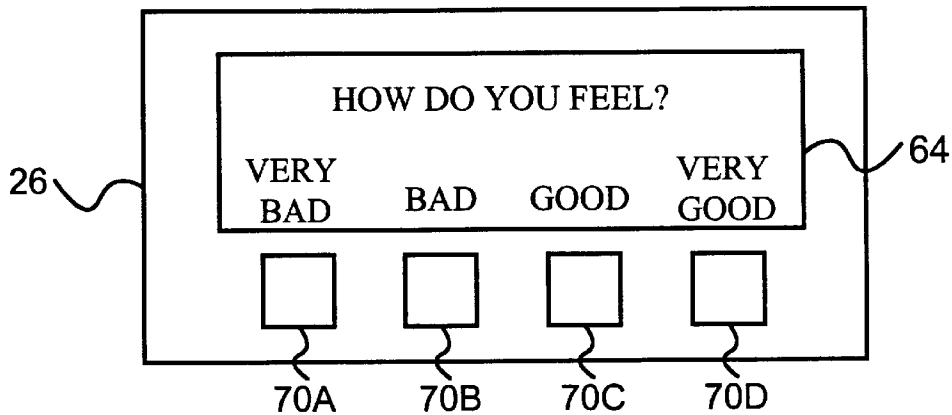 HOW DO YOU FEEL?
26
64
VERY BAD
BAD
GOOD
VERY GOOD
70A 70B 70C 70D